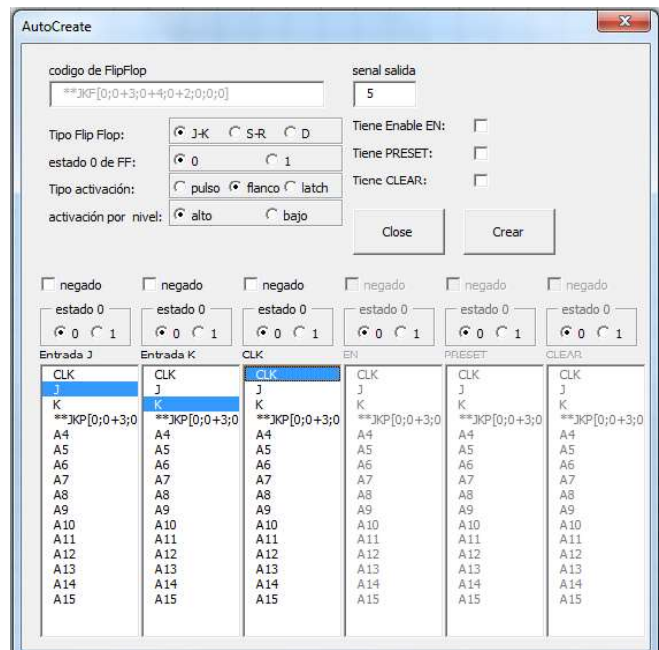 AutoCreate
codigo de FlipFlop
senal salida
**JKF[0;0+3;0+4;0+2;0;0;0]
5
Tipo Flip Flop:
J-K S-R D
Tiene Enable EN:
estado 0 de FF:
0 1
Tiene PRESET:
Tipo activación:
pulso flanco latch
Tiene CLEAR:
activación por nivel:
alto bajo
Close
Crear
negado negado negado negado negado negado
estado 0 estado 0 estado 0 estado 0 estado 0 estado 0
0 1 0 1 0 1 0 1 0 1 0 1
Entrada J Entrada K CLK EN PRESET CLEAR
CLK CLK CLK CLK CLK CLK
J J J J J J
K K K K K K
**JKP[0;0+3;0 **JKP[0;0+3;0 **JKP[0;0+3;0 **JKP[0;0+3;0 **JKP[0;0+3;0 **JKP[0;0+3;0
A4 A4 A4 A4 A4 A4
A5 A5 A5 A5 A5 A5
A6 A6 A6 A6 A6 A6
A7 A7 A7 A7 A7 A7
A8 A8 A8 A8 A8 A8
A9 A9 A9 A9 A9 A9
A10 A10 A10 A10 A10 A10
A11 A11 A11 A11 A11 A11
A12 A12 A12 A12 A12 A12
A13 A13 A13 A13 A13 A13
A14 A14 A14 A14 A14 A14
A15 A15 A15 A15 A15 A15